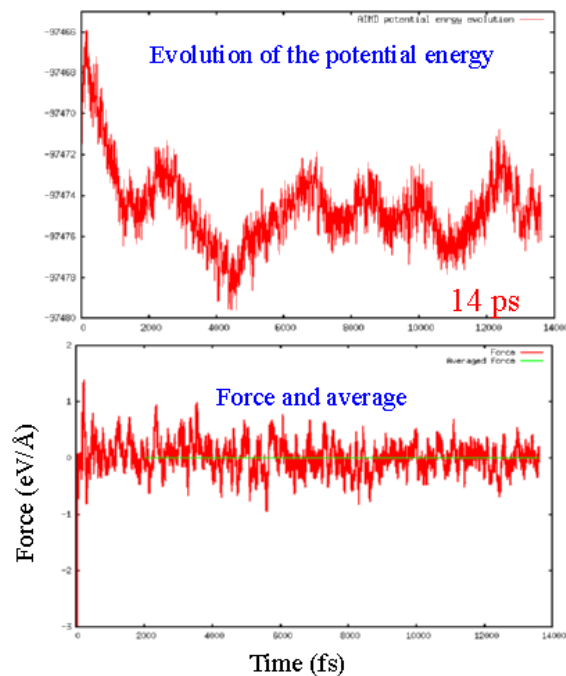 AIMD potential enrgy evolution
Evolution of the potential energy
-97466
-97468
-97470
-97472
-97474
-97476
-97478
-97480
14 ps
0 2000 4000 6000 8000 10000 12000 14000
Force
Averaged force
Force and average
2
1
0
-1
-2
-3
Force (eV/Å)
0 2000 4000 6000 8000 10000 12000 14000
Time (fs)